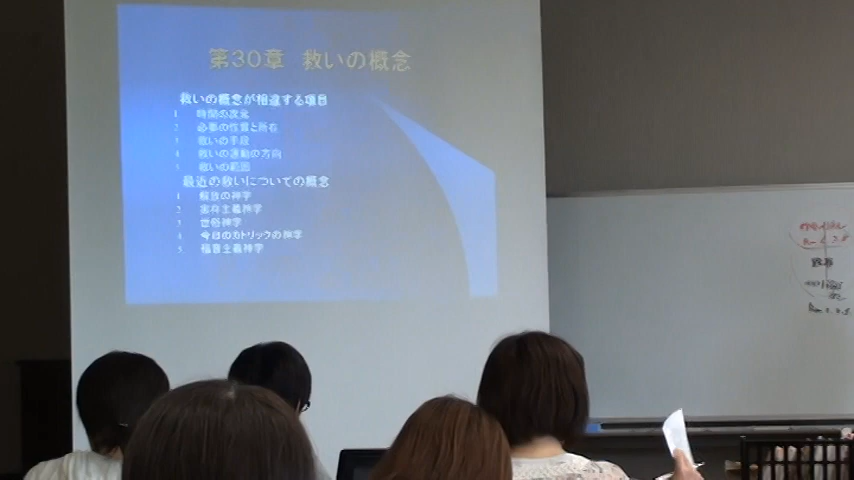 第30章 救いの概念
救いの概念が相違する項目
1 時間の次元
2 必要の性質と所在
3 救いの手段
4 救いの運動の方向
5 救いの範囲
最近の救いについての概念
1 解放の神学
2 実存主義神学
3 世俗神学
4 今日のカトリックの神学
5 福音主義神学